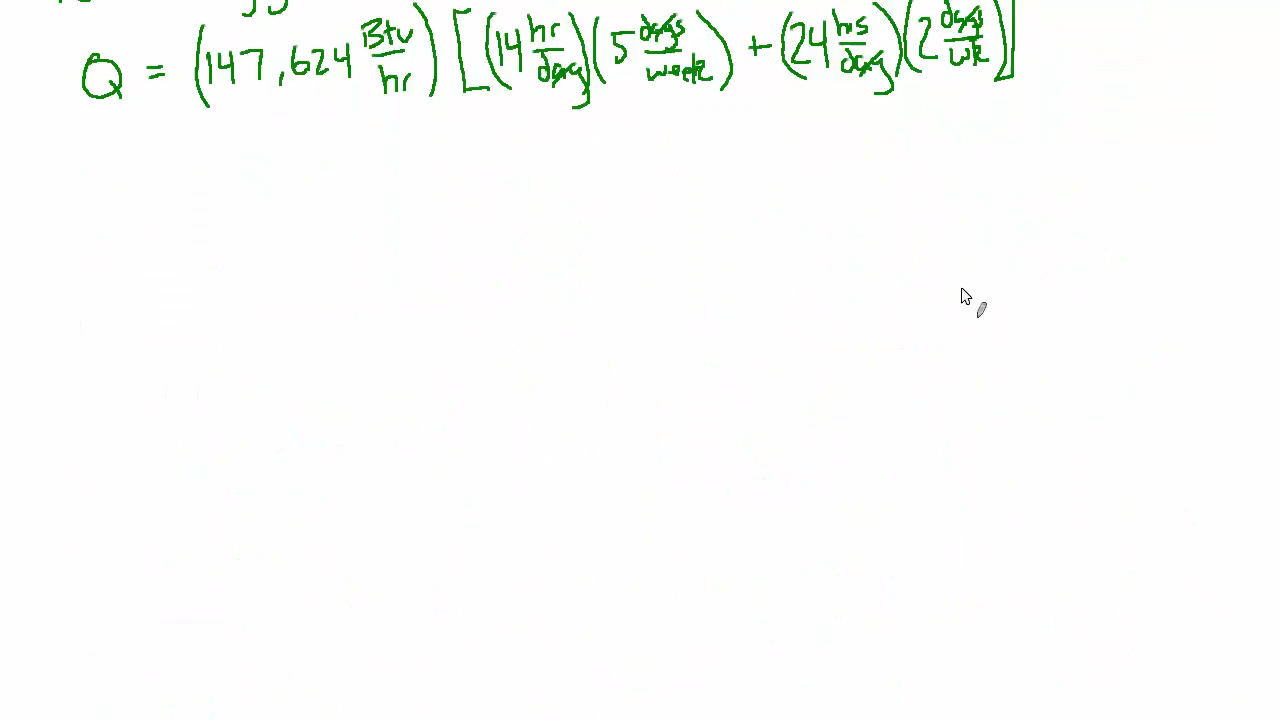 Q = (147,624 Btu/hr) [(14 hr/day)(5 days/week) + (24 hrs/day)(2 days/wk)]